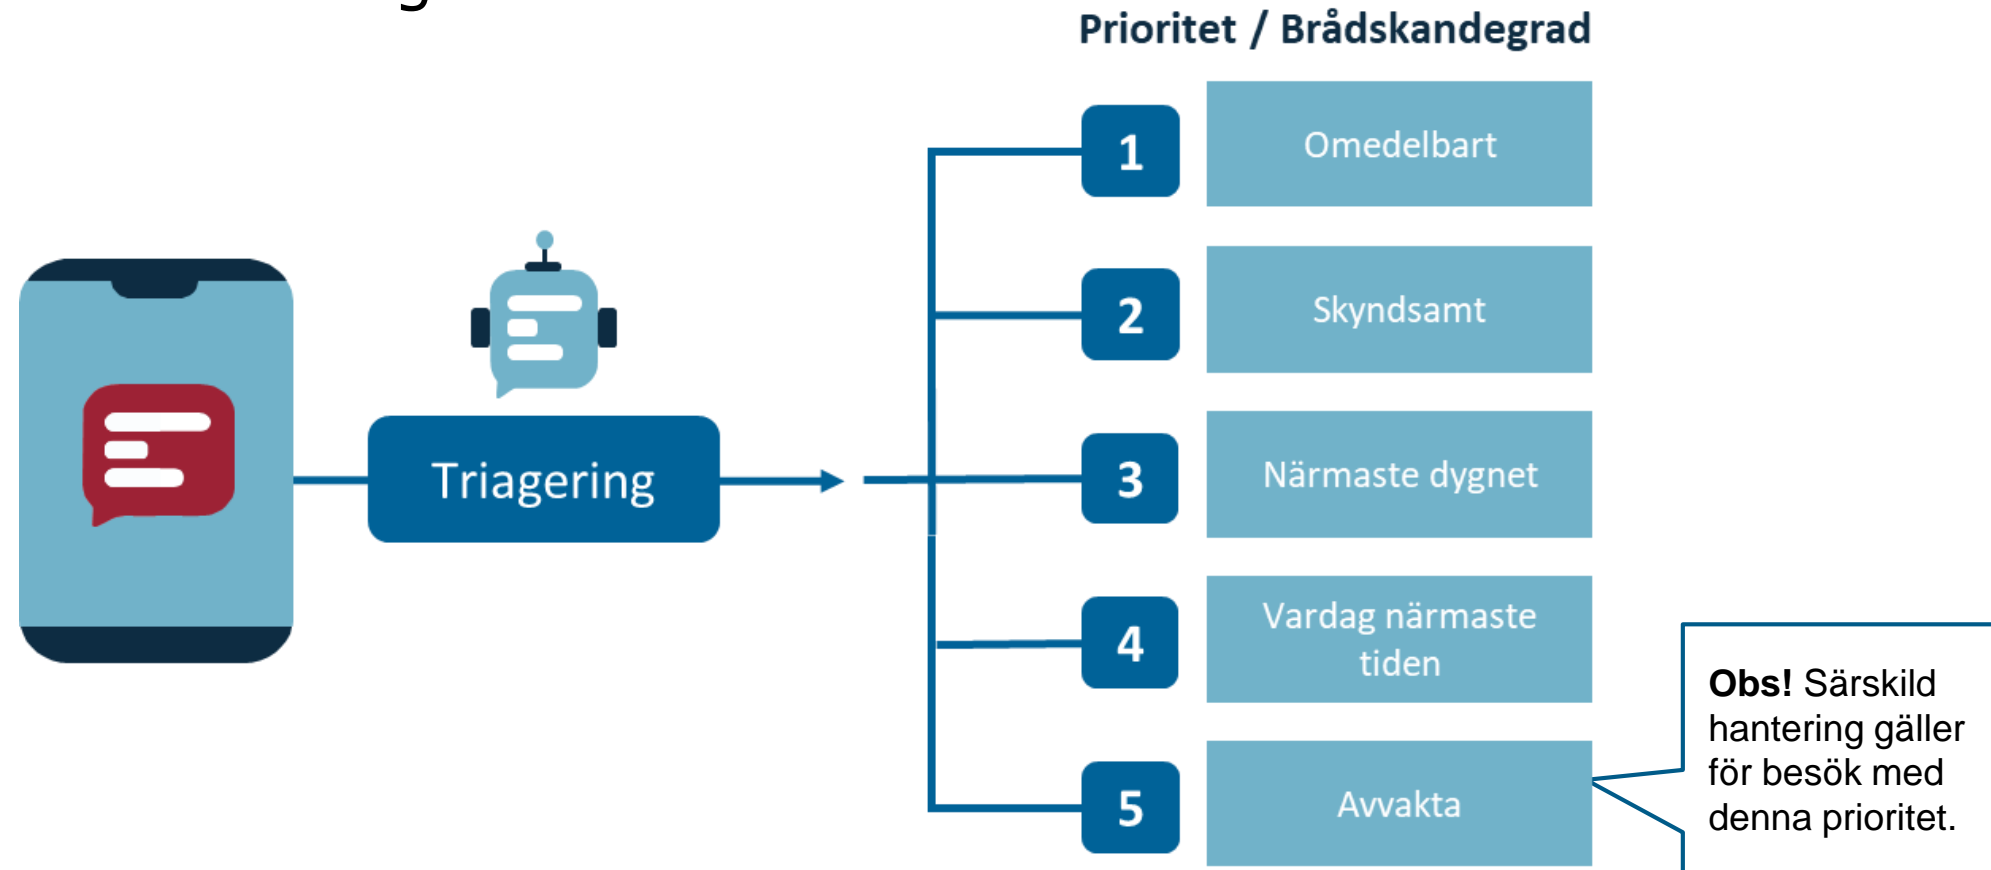 Prioritet / Brådskandegrad
1
Omedelbart
2
Skyndsamt
Triagering
3
Närmaste dygnet
4
Vardag närmaste
tiden
5
Avvakta
Obs! Särskild
hantering gäller
för besök med
denna prioritet.